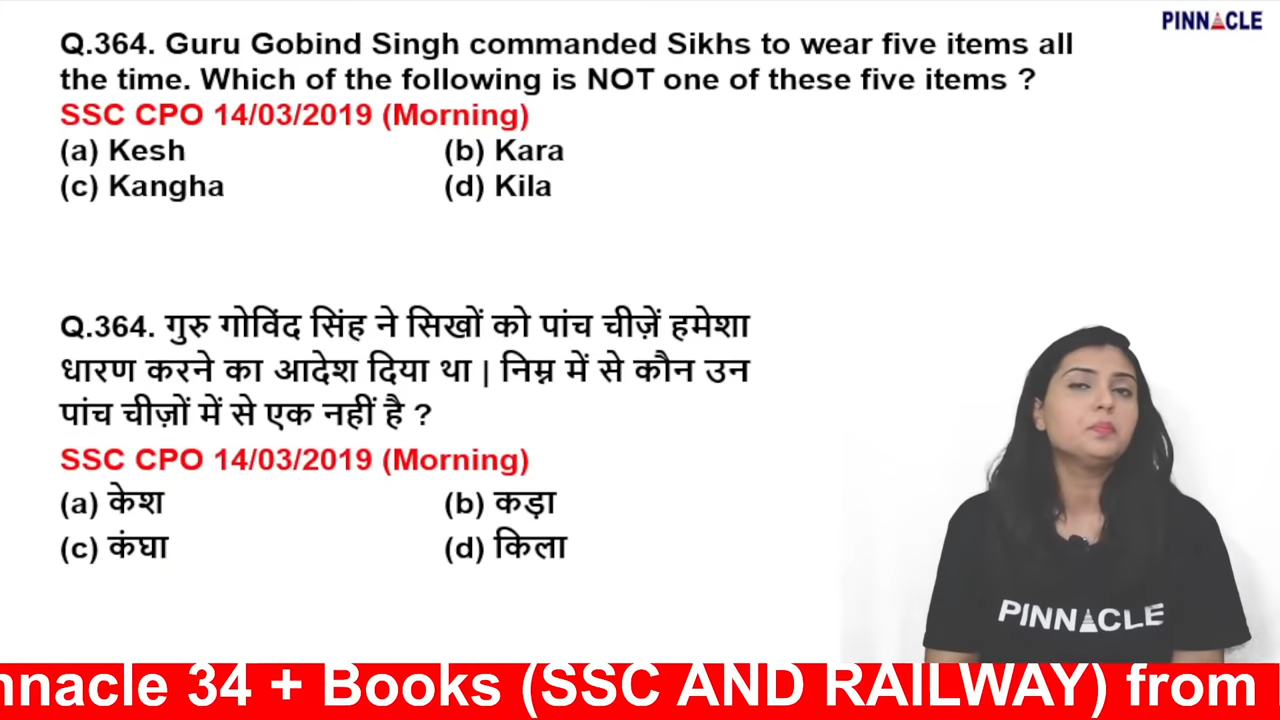 PINNACLE
Q.364. Guru Gobind Singh commanded Sikhs to wear five items all
the time. Which of the following is NOT one of these five items ?
SSC CPO 14/03/2019 (Morning)
(a) Kesh (b) Kara
(c) Kangha (d) Kila
Q.364. गुरु गोविंद सिंह ने सिखों को पांच चीज़ें हमेशा
धारण करने का आदेश दिया था | निम्न में से कौन उन
पांच चीज़ों में से एक नहीं है ?
SSC CPO 14/03/2019 (Morning)
(a) केश (b) कड़ा
(c) कंघा (d) किला
PINNACLE
nnacle 34 + Books (SSC AND RAILWAY) from